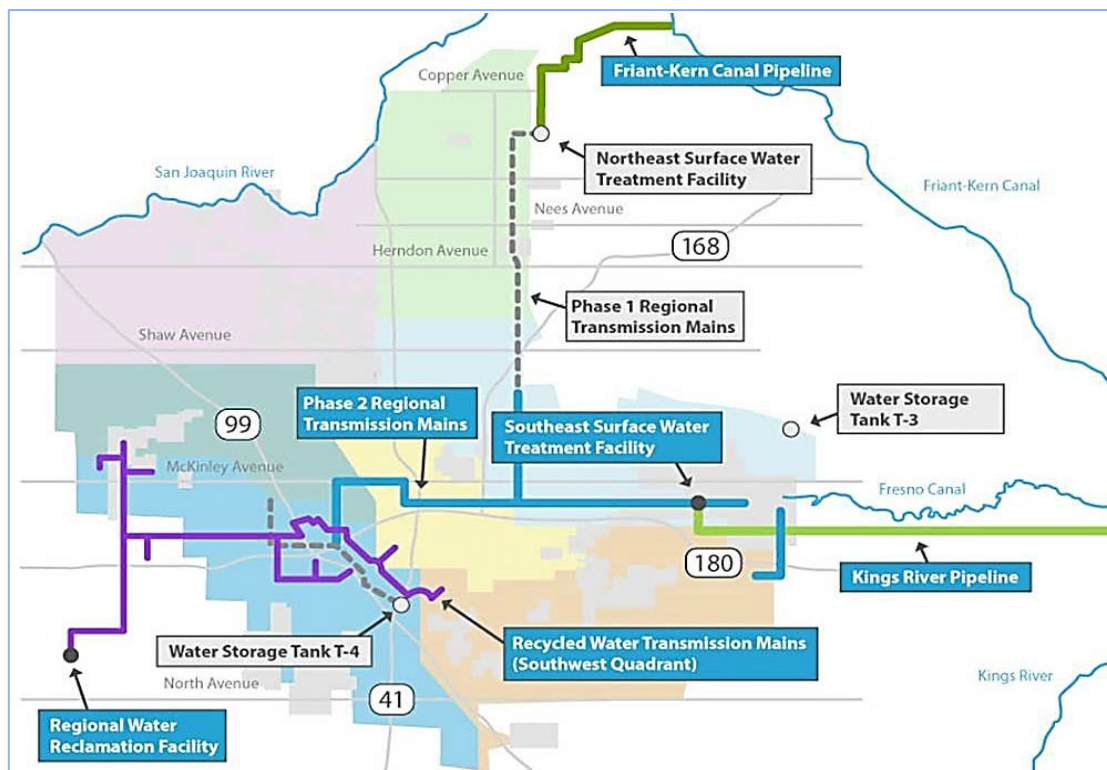 Copper Avenue
Friant-Kern Canal Pipeline
San Joaquin River
Northeast Surface Water
Treatment Facility
Friant-Kern Canal
Nees Avenue
Herndon Avenue
168
Phase 1 Regional
Transmission Mains
Shaw Avenue
Phase 2 Regional
Transmission Mains
99
Southeast Surface Water
Treatment Facility
Water Storage
Tank T-3
McKinley Avenue
Fresno Canal
180
Kings River Pipeline
Water Storage Tank T-4
Recycled Water Transmission Mains
(Southwest Quadrant)
North Avenue
41
Kings River
Regional Water
Reclamation Facility